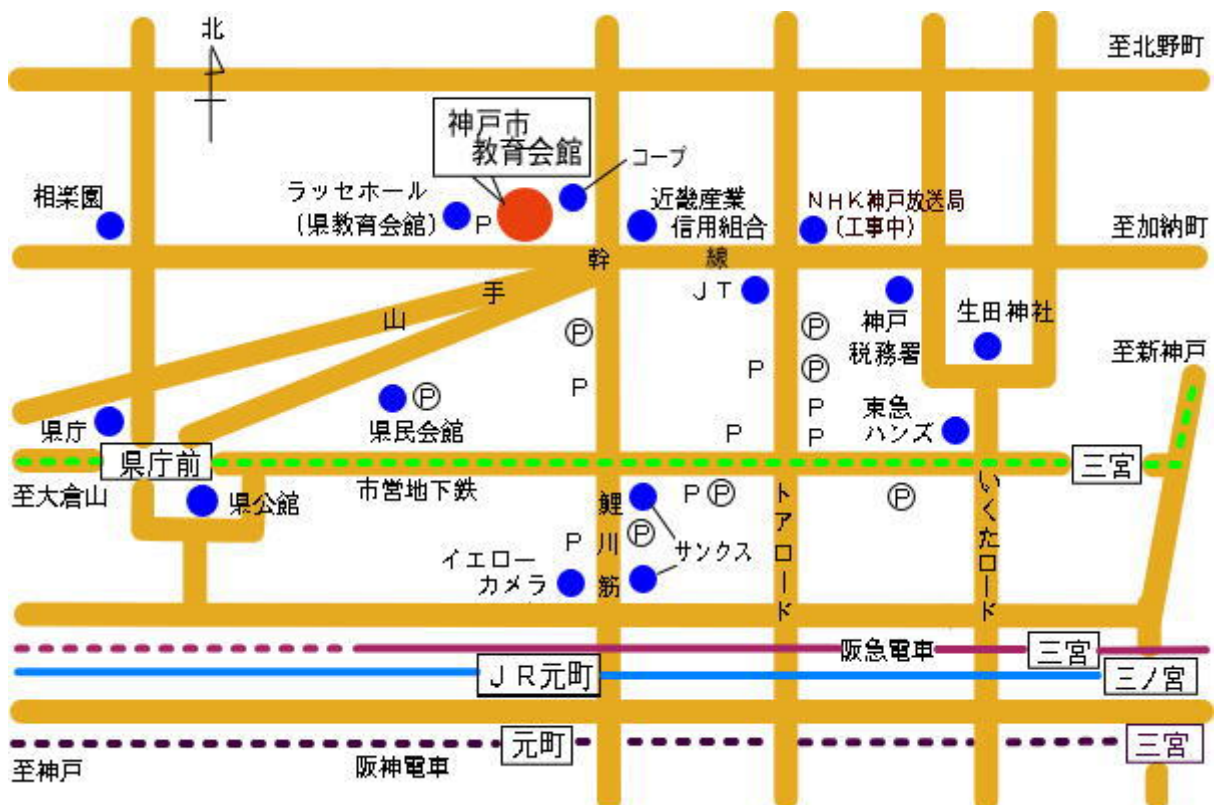 北
至北野町
神戸市
教育会館
コープ
相楽園
ラッセホール
(県教育会館)
P
近畿産業
信用組合
NHK神戸放送局
(工事中)
至加納町
山
手
幹
線
JT
神戸
税務署
生田神社
至新神戸
P
P
P
P
P
P
P
P
県庁
県民会館
P
東急
ハンズ
県庁前
三宮
至大倉山
県公館
市営地下鉄
鯉
川
筋
P
P
P
P
P
サンクス
イエロー
カメラ
トアロード
いくたロード
阪急電車
三宮
JR元町
三ノ宮
元町
三宮
至神戸
阪神電車